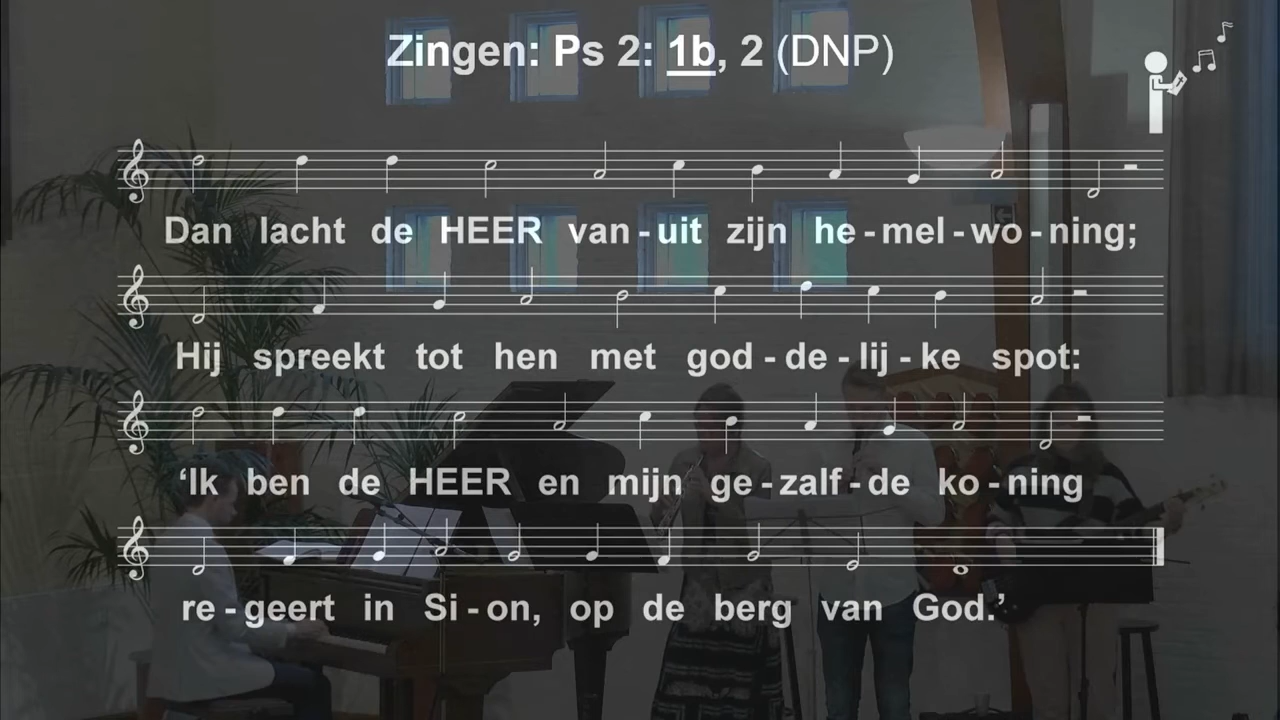 Zingen: Ps 2: 1b, 2 (DNP)
Dan lacht de HEER van-uit zijn he-mel-wo-ning;
Hij spreekt tot hen met god-de-lij-ke spot:
‘Ik ben de HEER en mijn ge-zalf-de ko-ning
re-geert in Si-on, op de berg van God.’